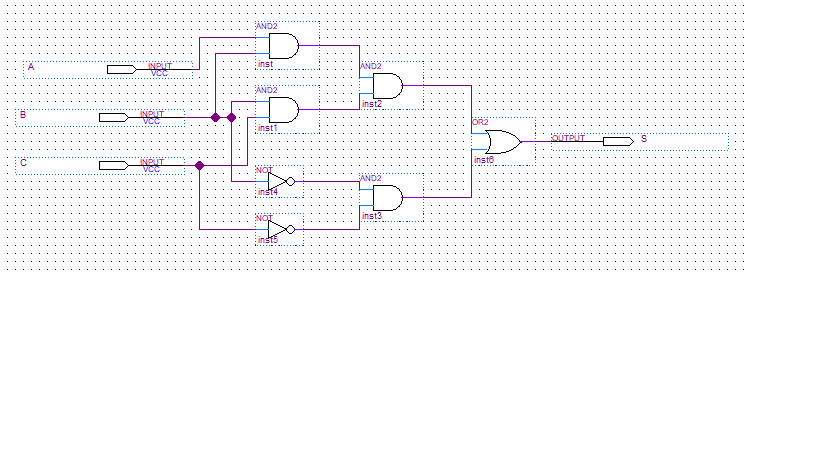 AND2
A INPUT
VCC
inst
AND2
inst2
AND2
B INPUT
VCC
inst1
OR2
OUTPUT S
inst6
C INPUT
VCC
NOT
inst4
AND2
inst3
NOT
inst5